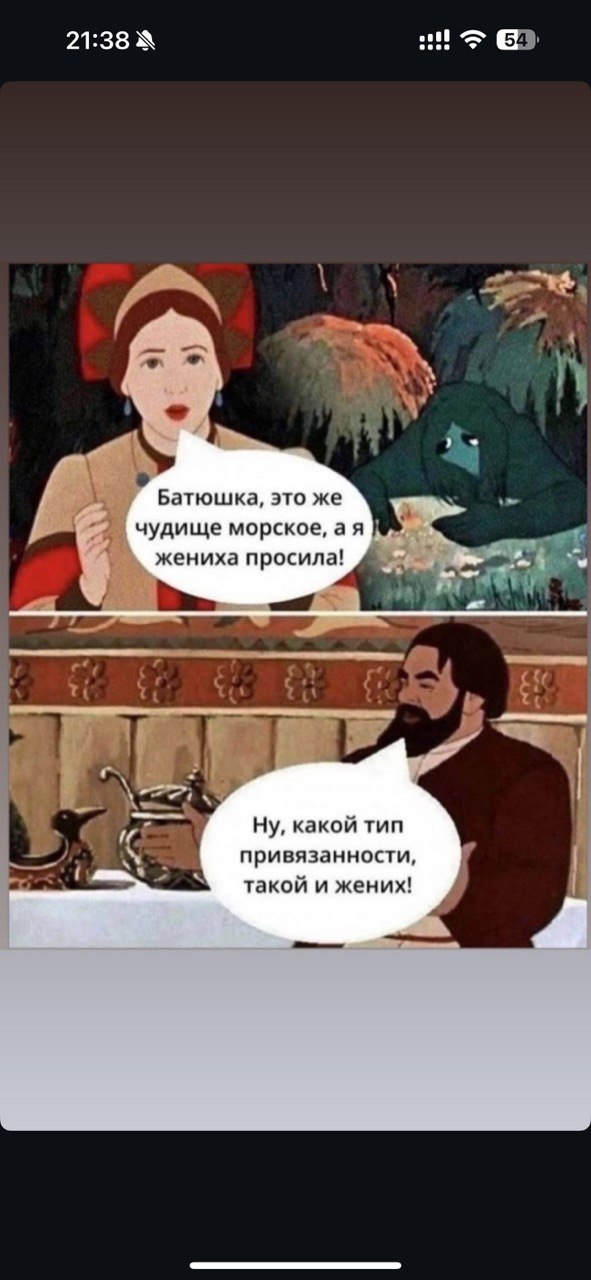 21:38
54
Батюшка, это же
чудище морское, а я
жениха просила!
Ну, какой тип
привязанности,
такой и жених!